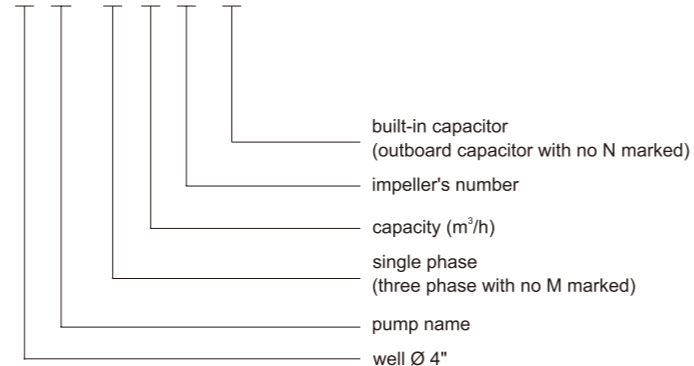 built-in capacitor
(outboard capacitor with no N marked)
impeller's number
capacity (m³/h)
single phase
(three phase with no M marked)
pump name
well Ø 4"